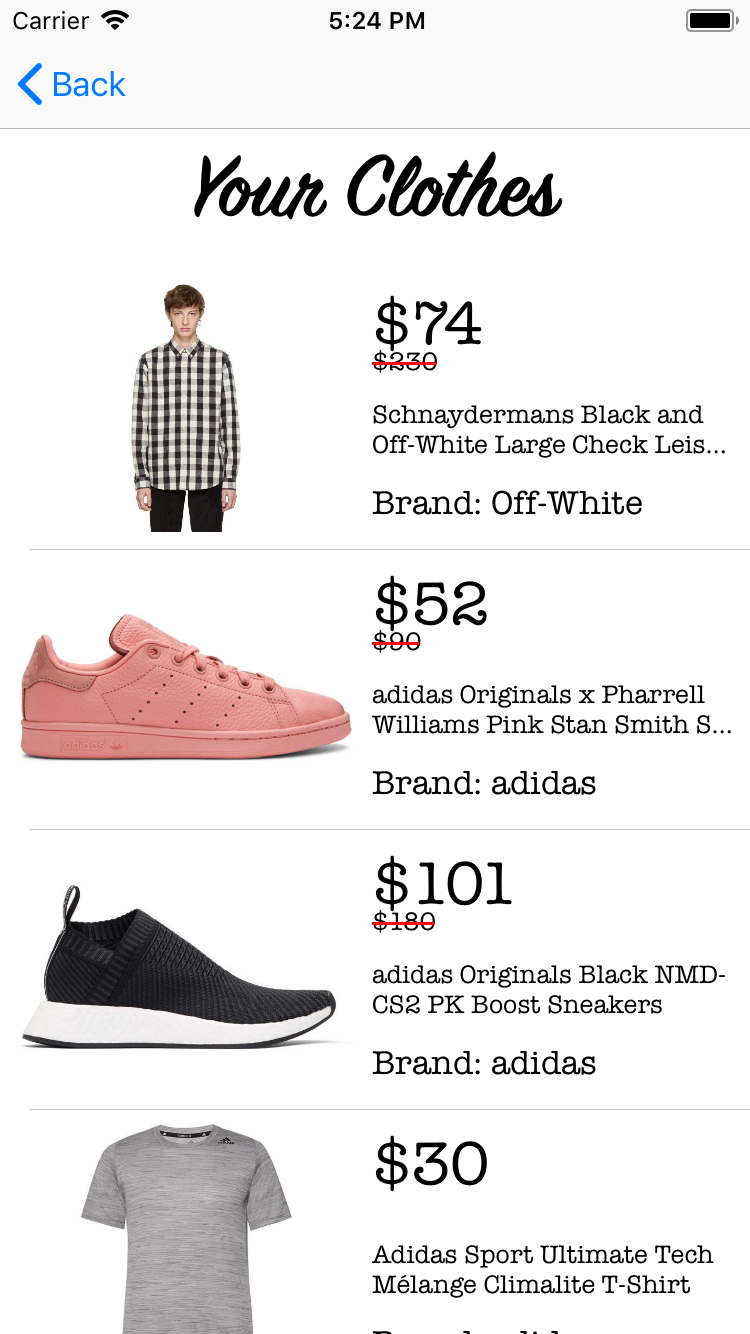 Carrier 5:24 PM
Back
Your Clothes
$74
$230
Schnaydermans Black and
Off-White Large Check Leis...
Brand: Off-White
$52
$90
adidas Originals x Pharrell
Williams Pink Stan Smith S...
Brand: adidas
adidas
$101
$180
adidas Originals Black NMD-
CS2 PK Boost Sneakers
Brand: adidas
$30
Adidas Sport Ultimate Tech
Mélange Climalite T-Shirt